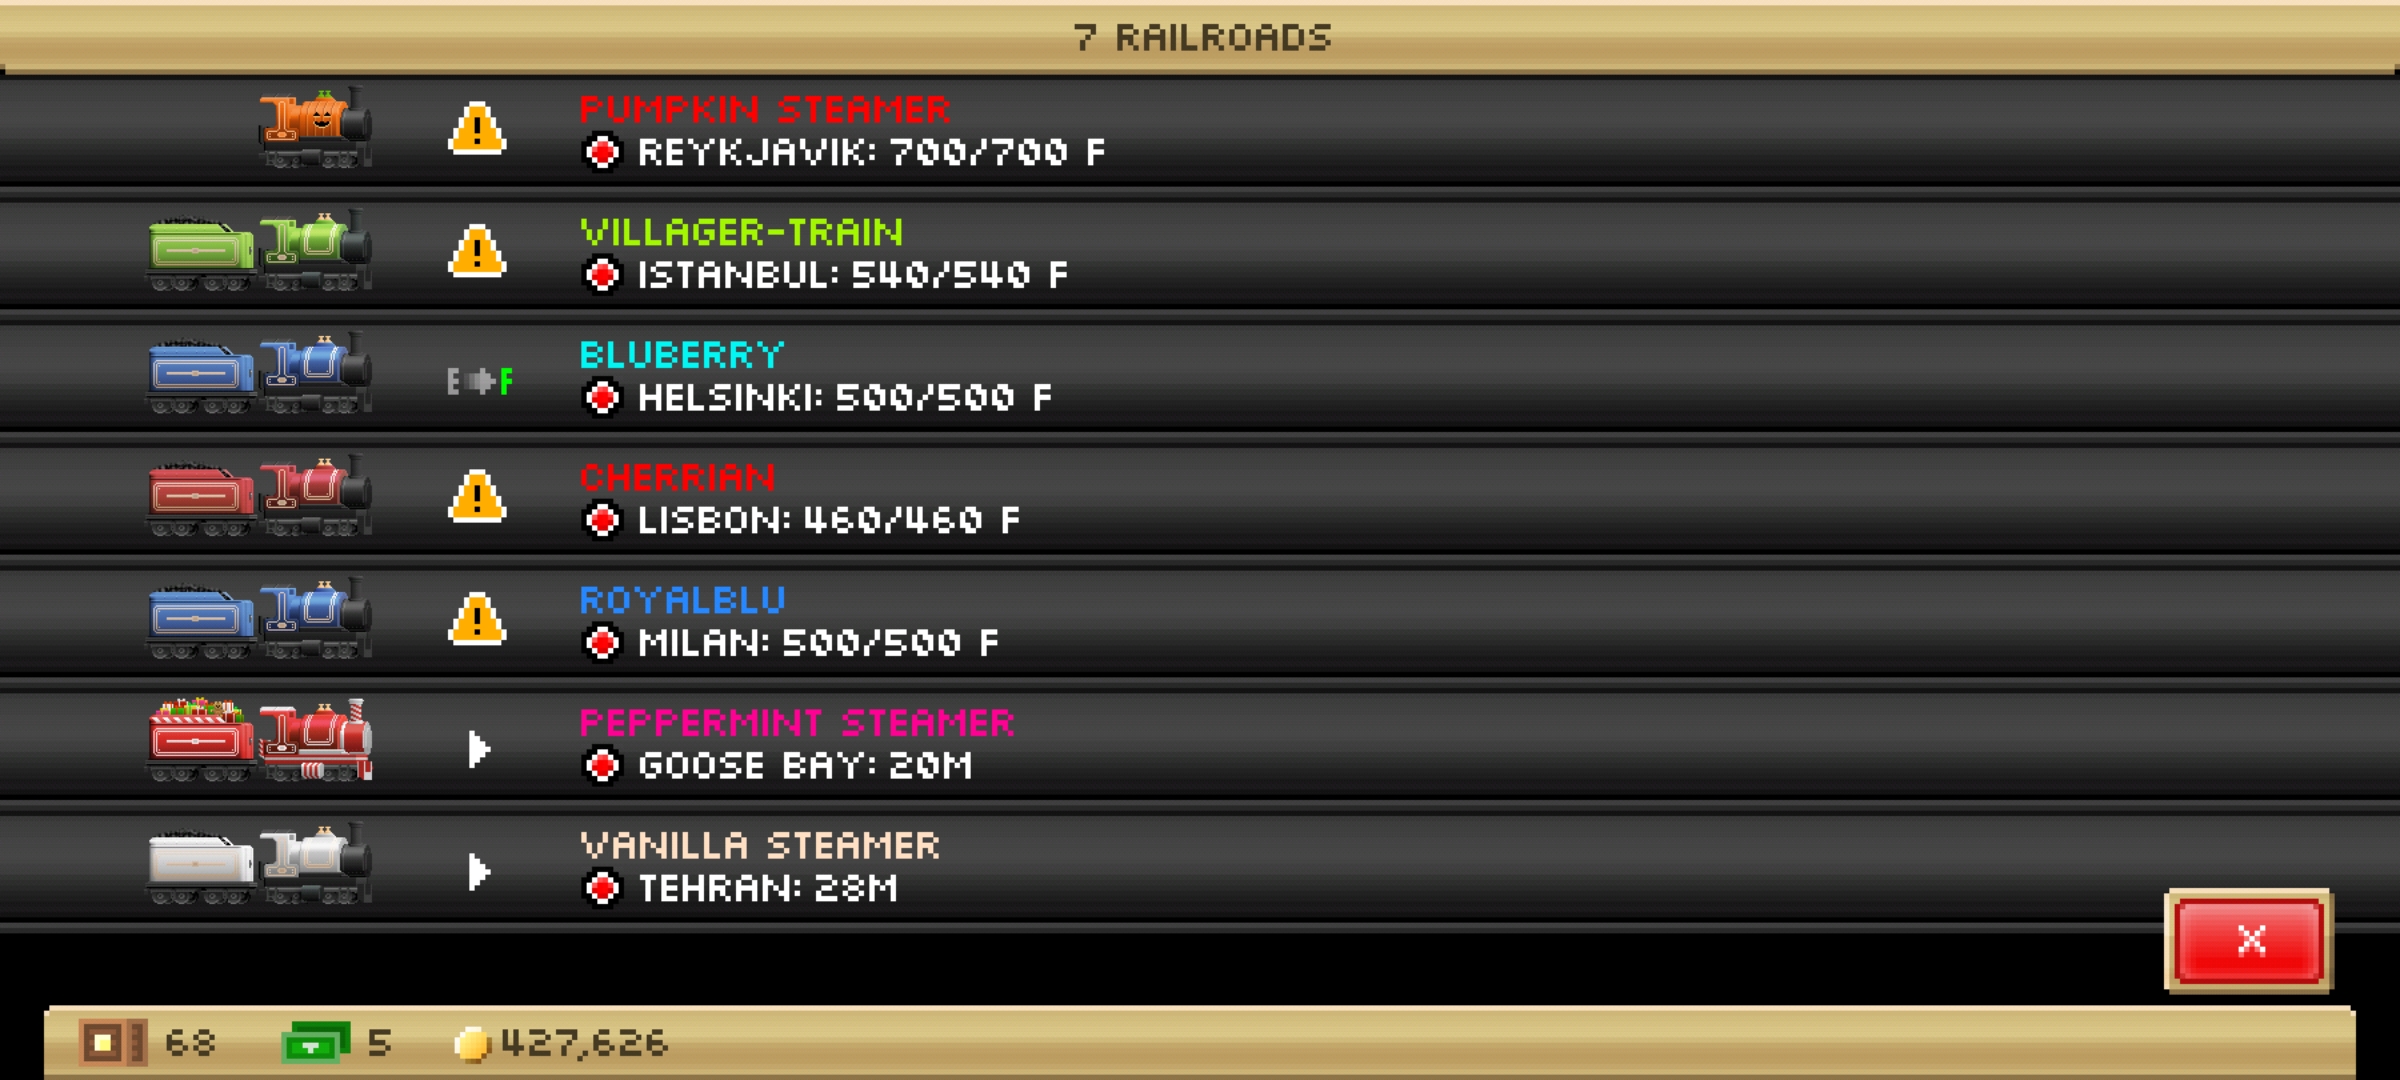 7 RAILROADS
PUMPKIN STEAMER
REYKJAVIK: 700/700 F
VILLAGER-TRAIN
ISTANBUL: 540/540 F
E F
BLUBERRY
HELSINKI: 500/500 F
CHERRIAN
LISBON: 460/460 F
ROYALBLU
MILAN: 500/500 F
PEPPERMINT STEAMER
GOOSE BAY: 20M
VANILLA STEAMER
TEHRAN: 28M
X
68 5 427,626